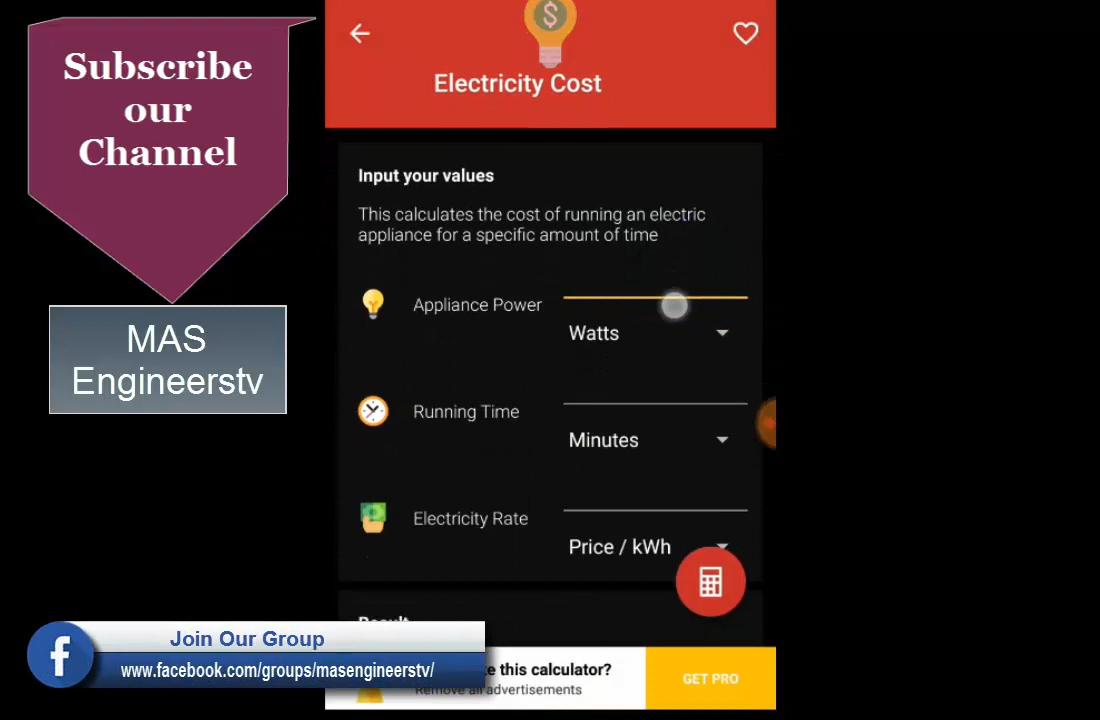 Subscribe
our
Channel
MAS
Engineerstv
Electricity Cost
Input your values
This calculates the cost of running an electric
appliance for a specific amount of time
Appliance Power
Watts
Running Time
Minutes
Electricity Rate
Price / kWh
Result
Join Our Group
www.facebook.com/groups/masengineerstv/
this calculator?
Remove all advertisements
GET PRO